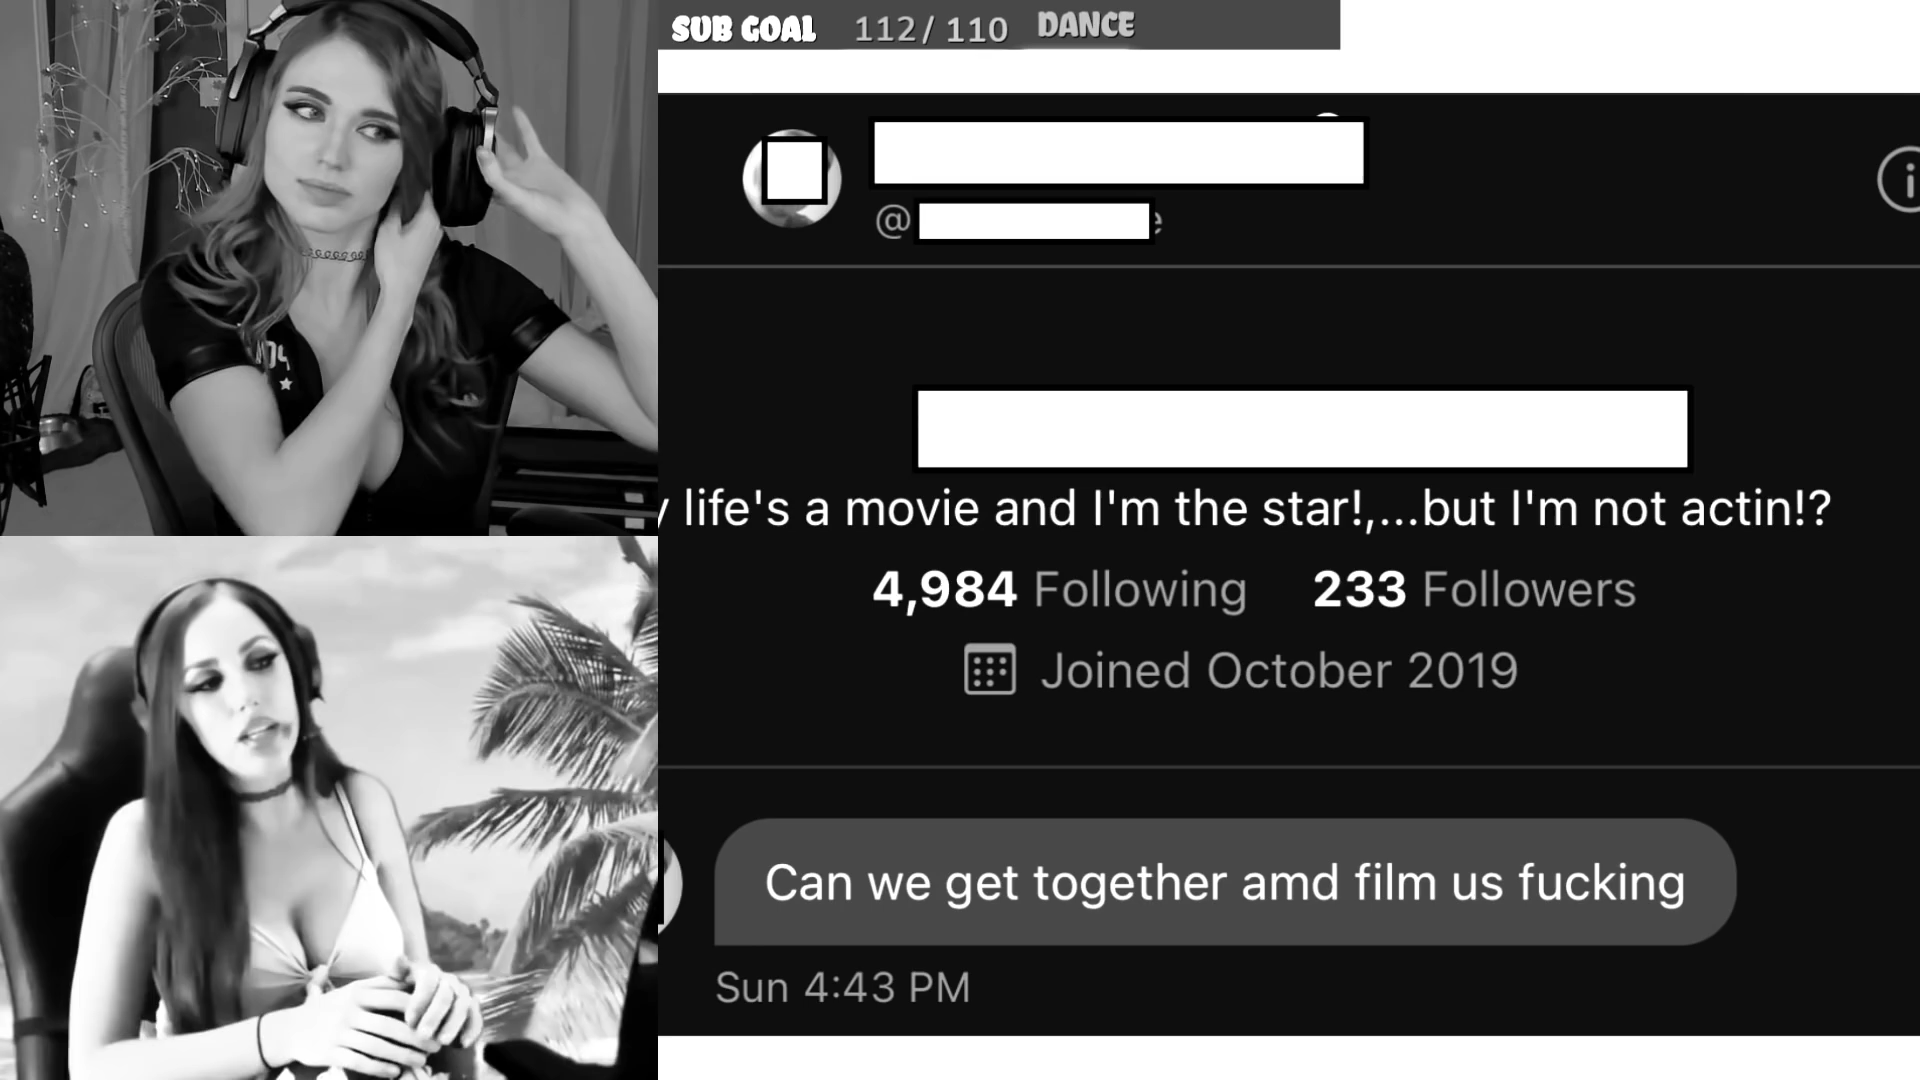 SUB GOAL 112/ 110 DANCE
@
life's a movie and I'm the star!,...but I'm not actin!?
4,984 Following 233 Followers
Joined October 2019
Can we get together amd film us fucking
Sun 4:43 PM